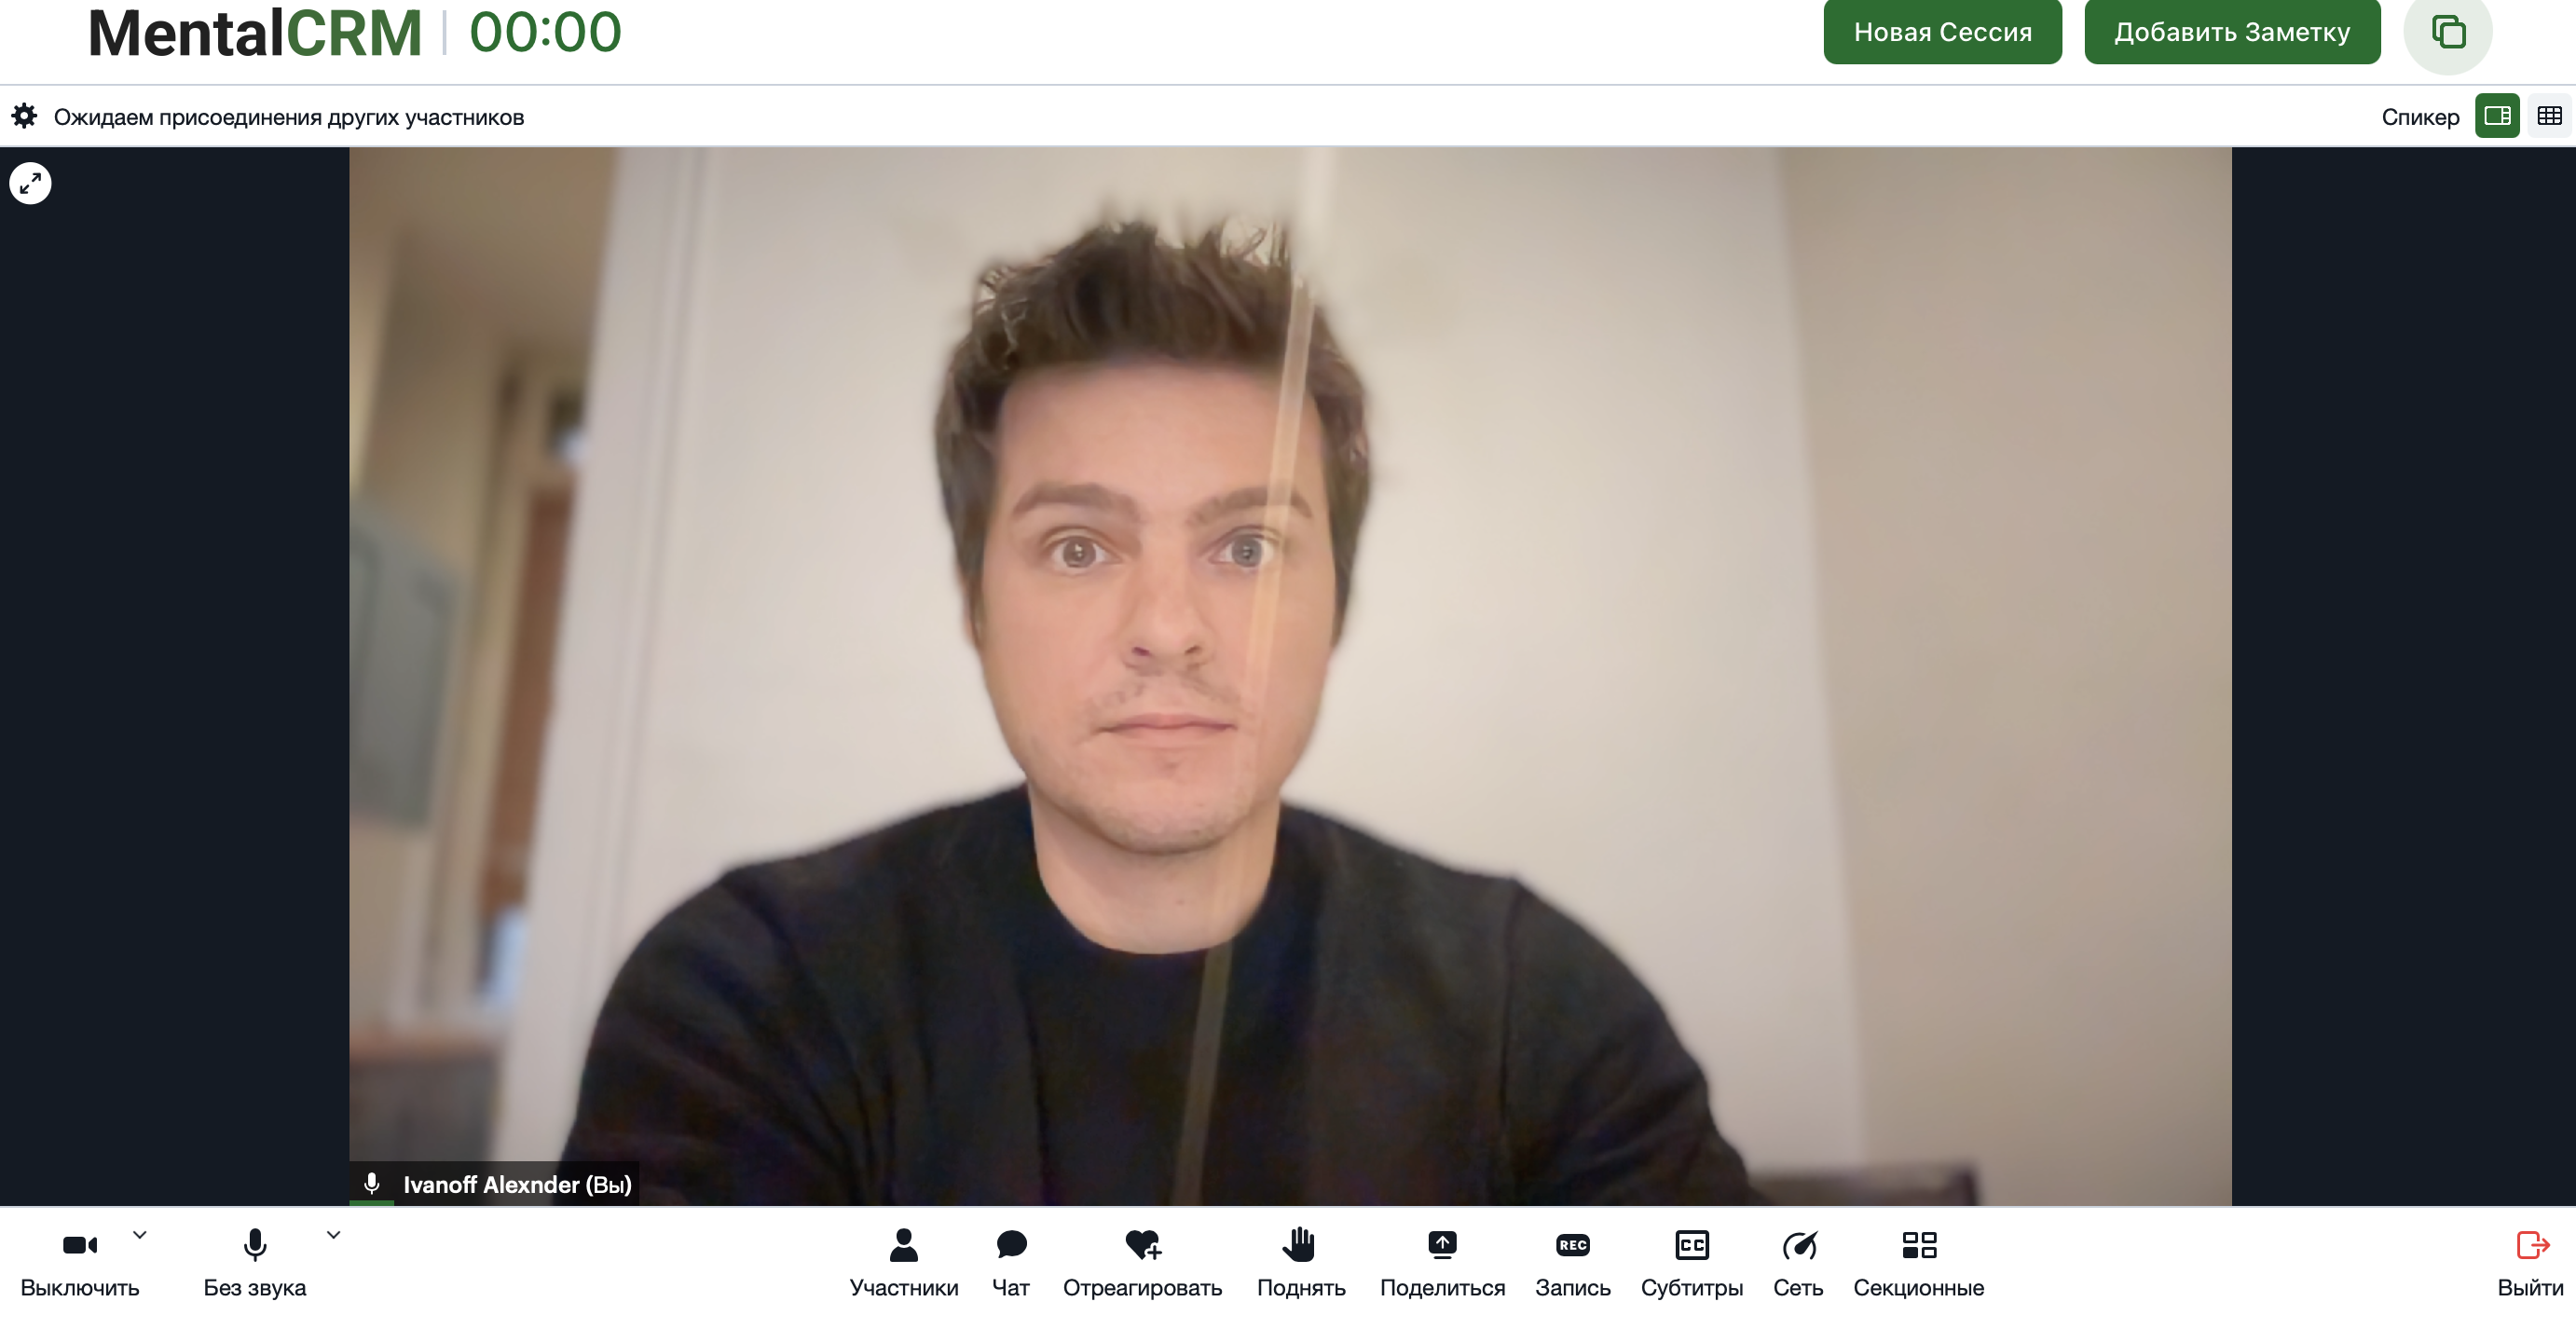 MentalCRM 00:00 Новая Сессия Добавить Заметку
Ожидаем присоединения других участников Спикер
Ivanoff Alexnder (Вы)
REC CC
Выключить Без звука Участники Чат Отреагировать Поднять Поделиться Запись Субтитры Сеть Секционные Выйти